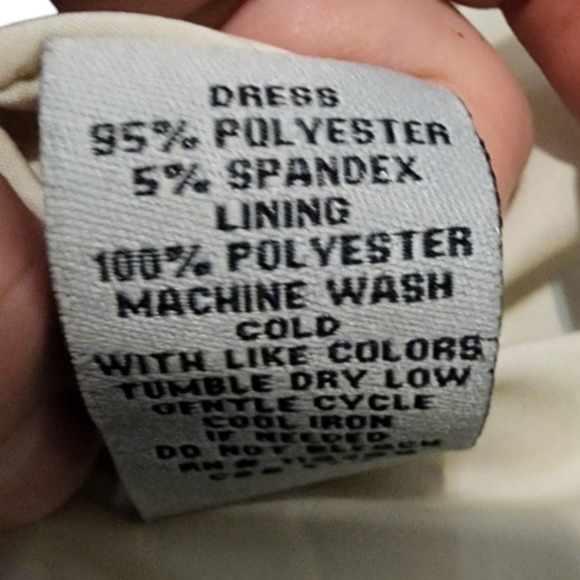 DRESS
95% POLYESTER
5% SPANDEX
LINING
100% POLYESTER
MACHINE WASH
COLD
WITH LIKE COLORS
TUMBLE DRY LOW
GENTLE CYCLE
COOL IRON
IF NEEDED
DO NOT BLEACH
RN #